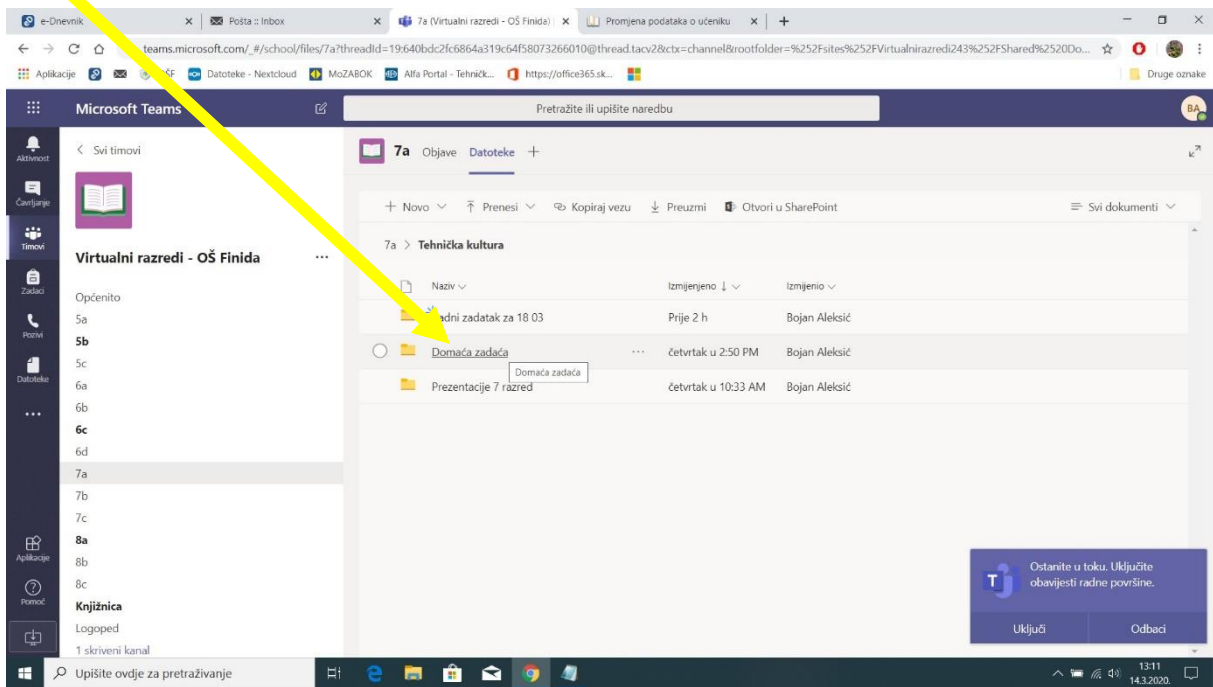 e-Dnevnik
Pošta :: Inbox
7a (Virtualni razredi - OŠ Finida)
Promjena podataka o učeniku
teams.microsoft.com/_#/school/files/7a?threadId=19:640bdc2fc6864a319c64f58073266010@thread.tacv2&ctx=channel&rootfolder=%252Fsites%252FVirtualnirazredi243%252FShared%2520Do...
Aplikacije
Datoteke - Nextcloud
MoZABOK
Alfa Portal - Tehničk...
https://office365.sk...
Druge oznake
Microsoft Teams
Pretražite ili upišite naredbu
BA
Aktivnost
Čavrljanje
Timovi
Zadaci
Pozivi
Datoteke
Aplikacije
Pomoć
< Svi timovi
Virtualni razredi - OŠ Finida ...
Općenito
5a
5b
5c
6a
6b
6c
6d
7a
7b
7c
8a
8b
8c
Knjižnica
Logoped
1 skriveni kanal
7a Objave Datoteke +
+ Novo Prenesi Kopiraj vezu Preuzmi Otvori u SharePoint Svi dokumenti
7a > Tehnička kultura
Naziv Izmijenjeno ↓ Izmijenio
zadatak za 18 03 Prije 2 h Bojan Aleksić
Domaća zadaća ... četvrtak u 2:50 PM Bojan Aleksić
Domaća zadaća
Prezentacije 7 razred četvrtak u 10:33 AM Bojan Aleksić
Ostanite u toku. Uključite
obavijesti radne površine.
Uključi Odbaci
Upišite ovdje za pretraživanje
13:11
14.3.2020.